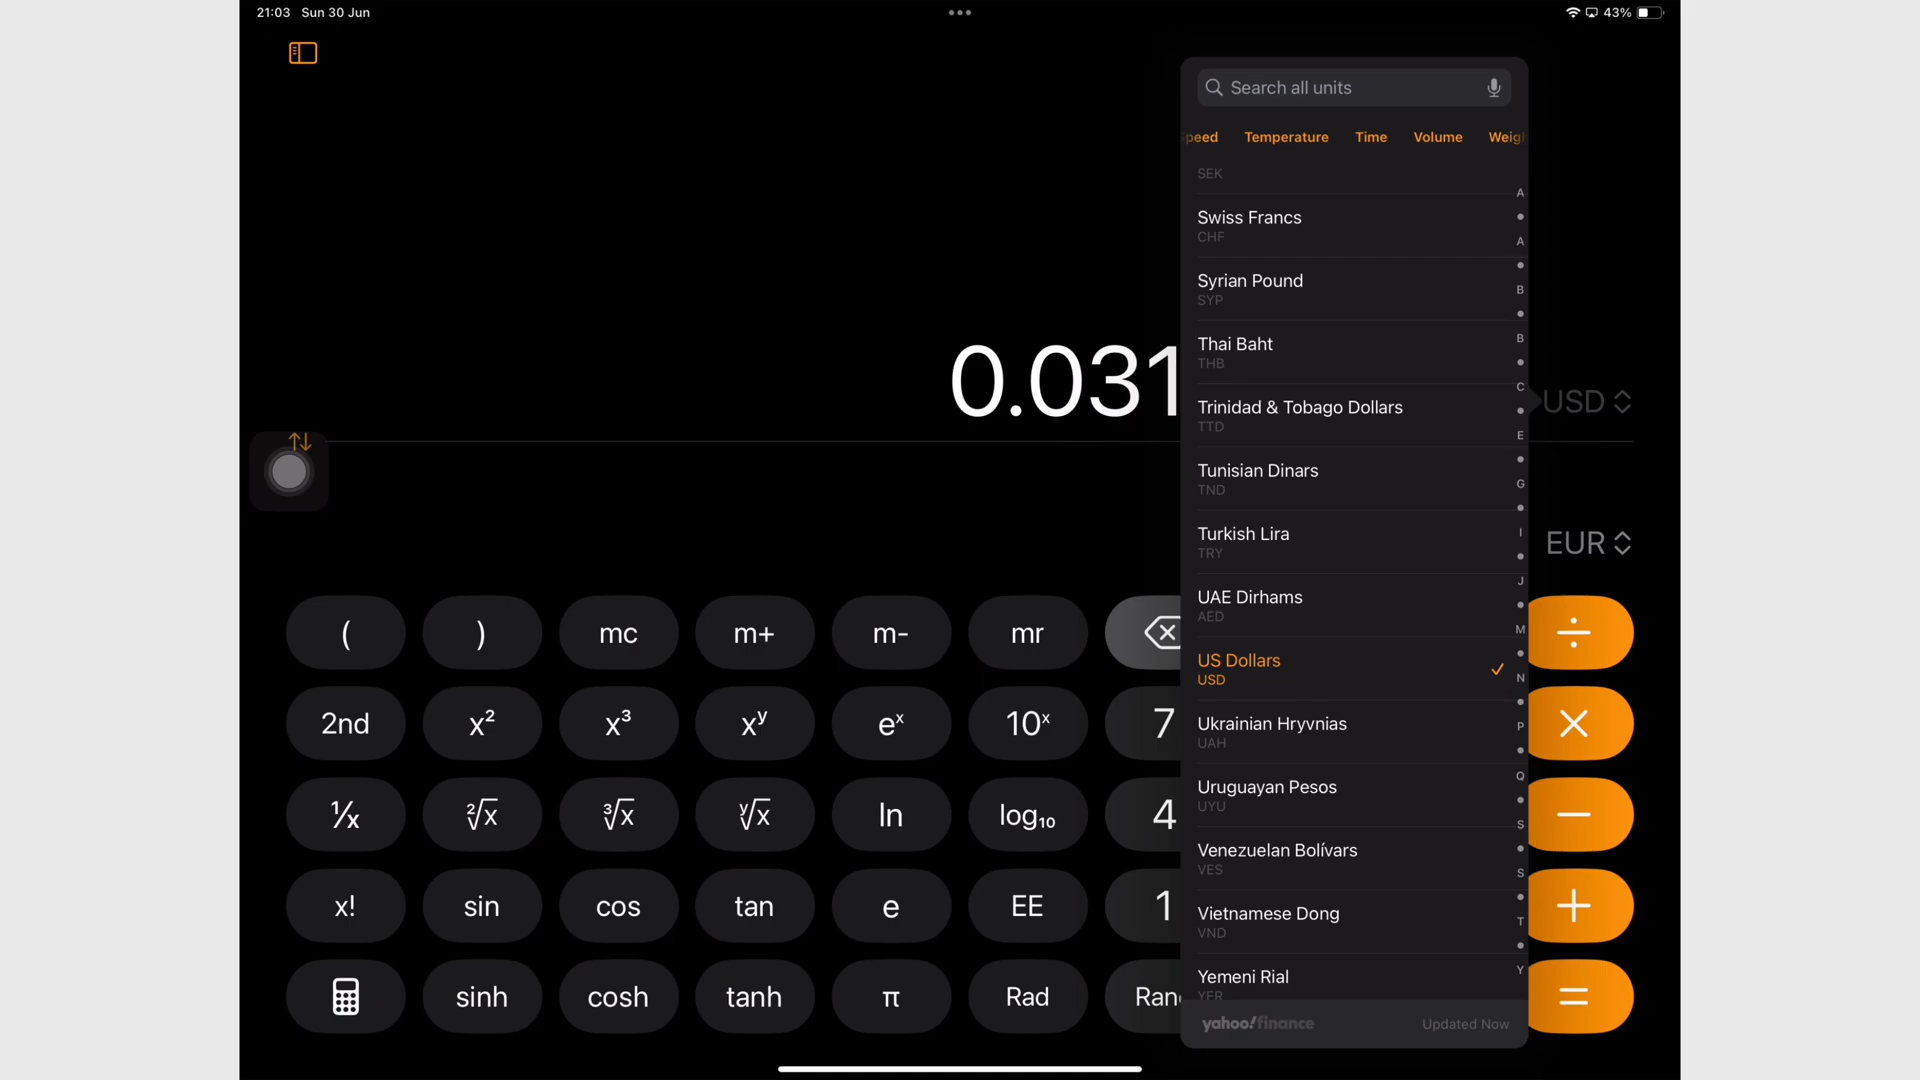 21:03 Sun 30 Jun
43%
Search all units
peed Temperature Time Volume Weig
SEK
Swiss Francs
CHF
Syrian Pound
SYP
Thai Baht
THB
Trinidad & Tobago Dollars
TTD
Tunisian Dinars
TND
Turkish Lira
TRY
UAE Dirhams
AED
US Dollars
USD
Ukrainian Hryvnias
UAH
Uruguayan Pesos
UYU
Venezuelan Bolívars
VES
Vietnamese Dong
VND
Yemeni Rial
YER
yahoo!finance Updated Now
A
A
B
B
C
E
G
I
J
M
N
P
Q
S
S
T
Y
0.031
USD
EUR
( ) mc m+ m- mr ÷
2nd x² x³ xʸ eˣ 10ˣ 7 ×
1/x ²√x ³√x ʸ√x ln log₁₀ 4 −
x! sin cos tan e EE 1 +
sinh cosh tanh π Rad Ran =